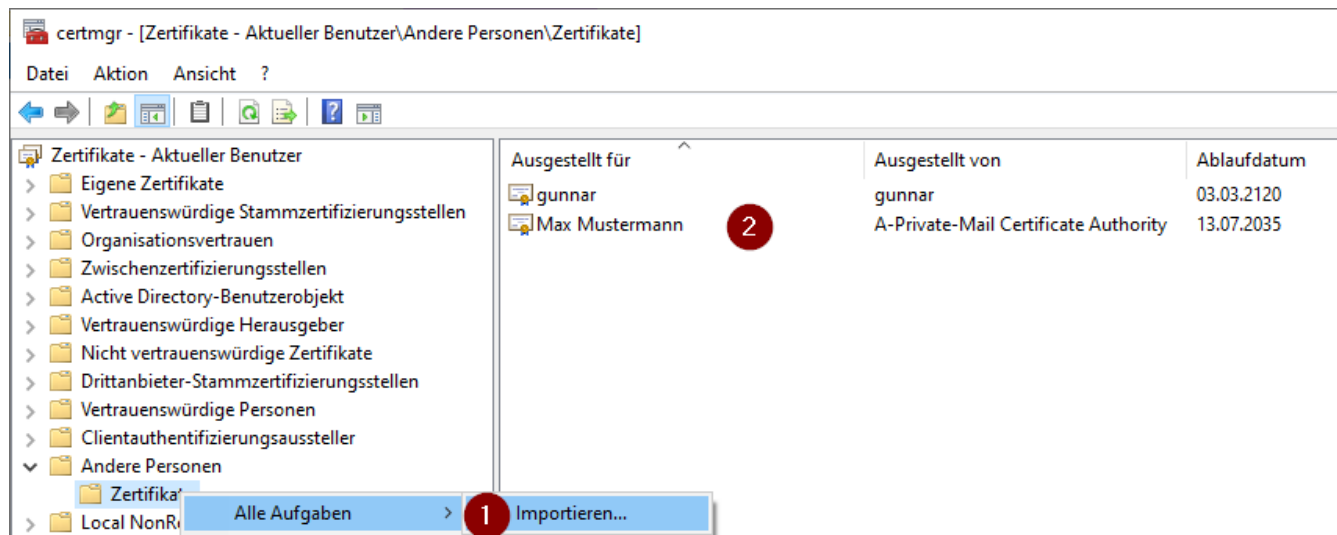 certmgr - [Zertifikate - Aktueller Benutzer\Andere Personen\Zertifikate]
Datei Aktion Ansicht ?
Zertifikate - Aktueller Benutzer
Eigene Zertifikate
Vertrauenswürdige Stammzertifizierungsstellen
Organisationsvertrauen
Zwischenzertifizierungsstellen
Active Directory-Benutzerobjekt
Vertrauenswürdige Herausgeber
Nicht vertrauenswürdige Zertifikate
Drittanbieter-Stammzertifizierungsstellen
Vertrauenswürdige Personen
Clientauthentifizierungsaussteller
Andere Personen
Zertifikat
Local NonR
Alle Aufgaben
1 Importieren...
Ausgestellt für Ausgestellt von Ablaufdatum
gunnar gunnar 03.03.2120
Max Mustermann 2 A-Private-Mail Certificate Authority 13.07.2035